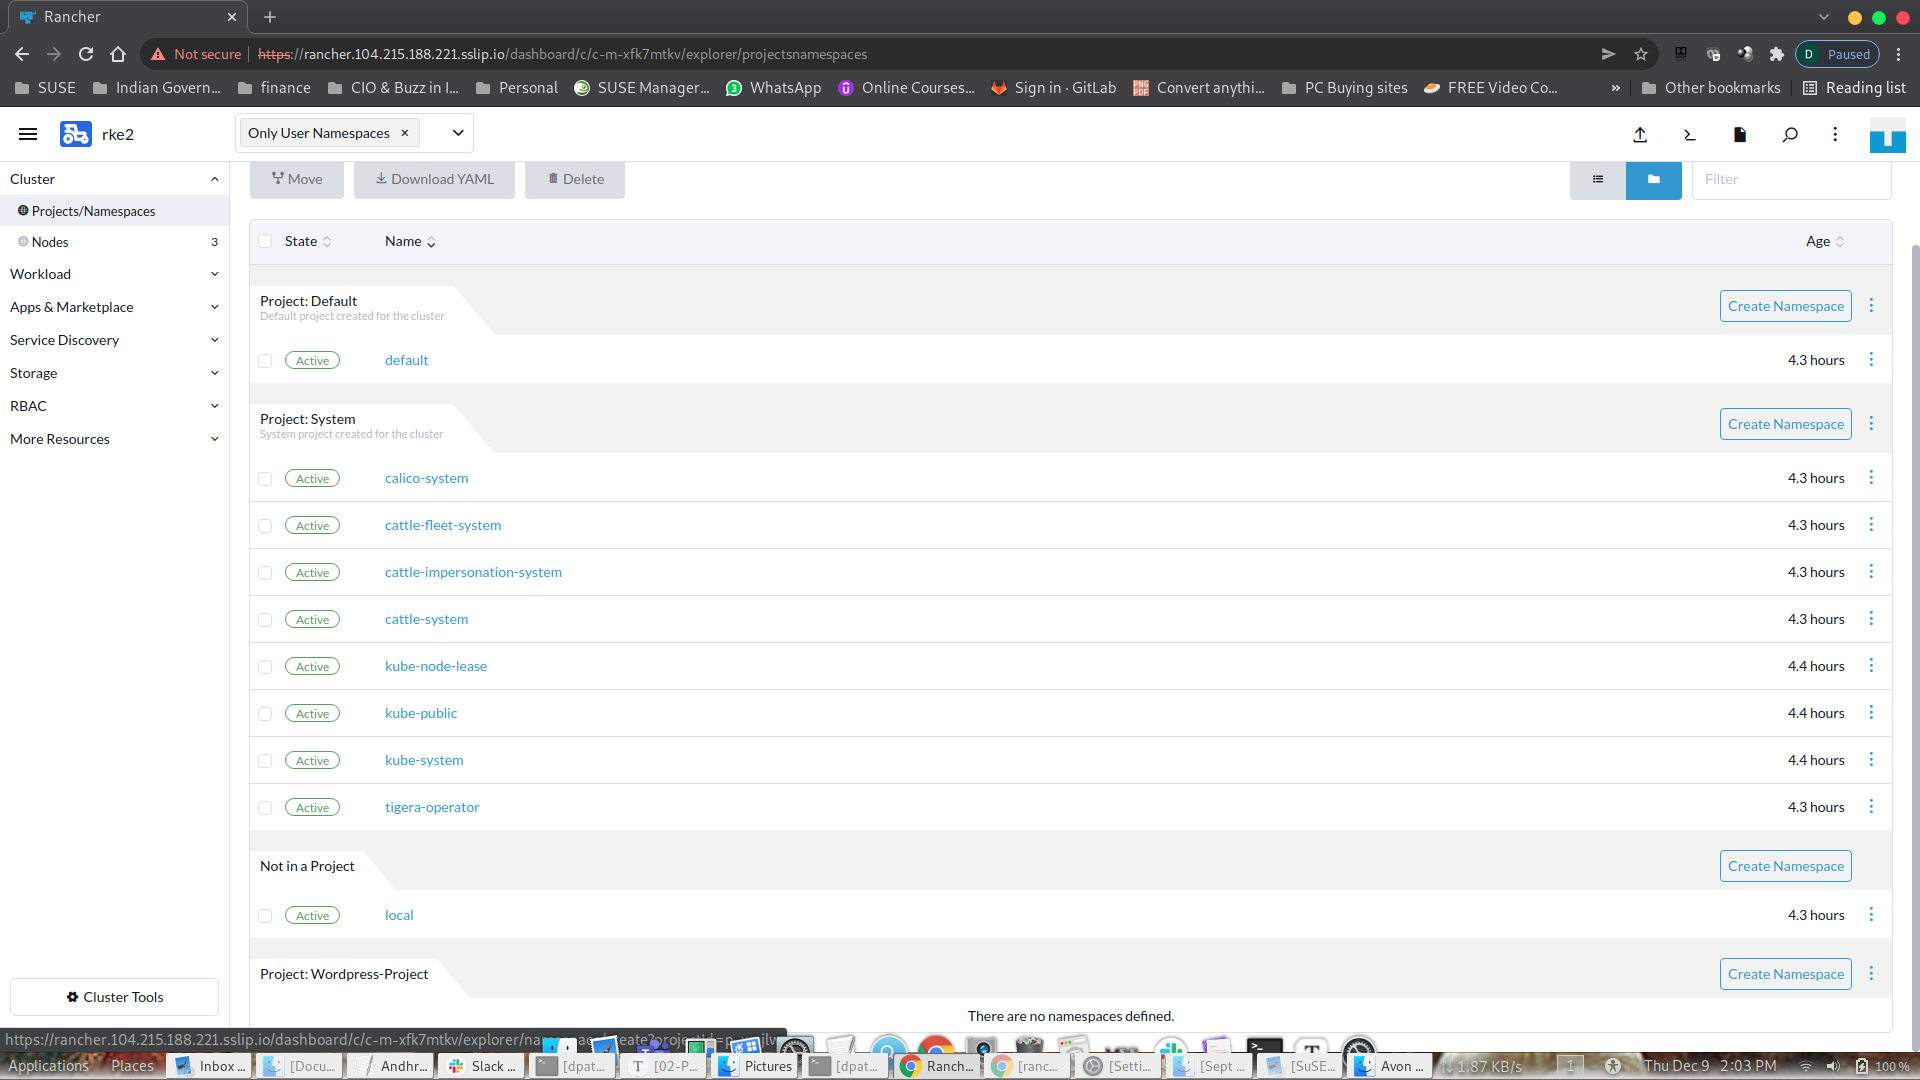 Rancher
Not secure
https://rancher.104.215.188.221.sslip.io/dashboard/c/c-m-xfk7mtkv/explorer/projectsnamespaces
D Paused
SUSE Indian Govern... finance CIO & Buzz in I... Personal SUSE Manager... WhatsApp Online Courses... Sign in · GitLab Convert anythi... PC Buying sites FREE Video Co... » Other bookmarks Reading list
rke2 Only User Namespaces
Cluster
Projects/Namespaces
Nodes 3
Workload
Apps & Marketplace
Service Discovery
Storage
RBAC
More Resources
Cluster Tools
Move Download YAML Delete Filter
State Name Age
Project: Default
Default project created for the cluster
Create Namespace
Active default 4.3 hours
Project: System
System project created for the cluster
Create Namespace
Active calico-system 4.3 hours
Active cattle-fleet-system 4.3 hours
Active cattle-impersonation-system 4.3 hours
Active cattle-system 4.3 hours
Active kube-node-lease 4.4 hours
Active kube-public 4.4 hours
Active kube-system 4.4 hours
Active tigera-operator 4.3 hours
Not in a Project Create Namespace
Active local 4.3 hours
Project: Wordpress-Project Create Namespace
There are no namespaces defined.
https://rancher.104.215.188.221.sslip.io/dashboard/c/c-m-xfk7mtkv/explorer/
Applications Places Inbox ... [Docu... Andhr... Slack ... [dpat... [02-P... Pictures [dpat... Ranch... [ranc... [Setti... [Sept ... [SuSE... Avon ... 1.87 KB/s 1 Thu Dec 9 2:03 PM 100 %